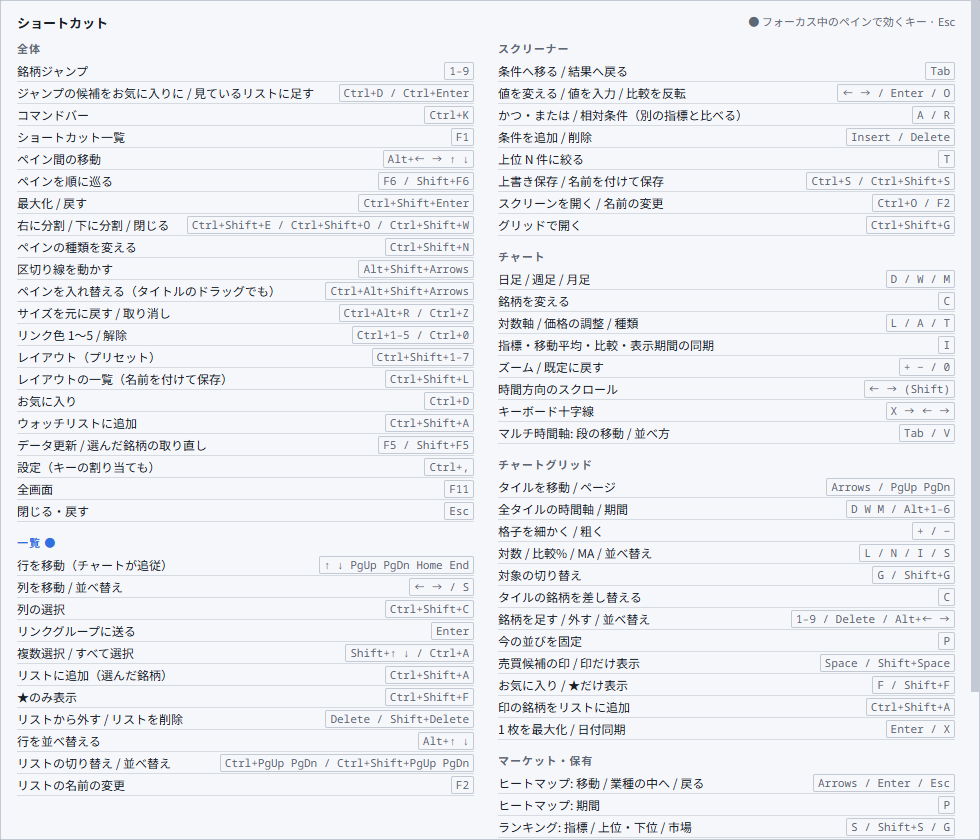 ショートカット
● フォーカス中のペインで効くキー · Esc
全体
銘柄ジャンプ 1-9
ジャンプの候補をお気に入りに / 見ているリストに足す Ctrl+D / Ctrl+Enter
コマンドバー Ctrl+K
ショートカット一覧 F1
ペイン間の移動 Alt+← → ↑ ↓
ペインを順に巡る F6 / Shift+F6
最大化 / 戻す Ctrl+Shift+Enter
右に分割 / 下に分割 / 閉じる Ctrl+Shift+E / Ctrl+Shift+O / Ctrl+Shift+W
ペインの種類を変える Ctrl+Shift+N
区切り線を動かす Alt+Shift+Arrows
ペインを入れ替える（タイトルのドラッグでも） Ctrl+Alt+Shift+Arrows
サイズを元に戻す / 取り消し Ctrl+Alt+R / Ctrl+Z
リンク色 1〜5 / 解除 Ctrl+1-5 / Ctrl+0
レイアウト（プリセット） Ctrl+Shift+1-7
レイアウトの一覧（名前を付けて保存） Ctrl+Shift+L
お気に入り Ctrl+D
ウォッチリストに追加 Ctrl+Shift+A
データ更新 / 選んだ銘柄の取り直し F5 / Shift+F5
設定（キーの割り当ても） Ctrl+,
全画面 F11
閉じる・戻す Esc
一覧 ●
行を移動（チャートが追従） ↑ ↓ PgUp PgDn Home End
列を移動 / 並べ替え ← → / S
列の選択 Ctrl+Shift+C
リンクグループに送る Enter
複数選択 / すべて選択 Shift+↑ ↓ / Ctrl+A
リストに追加（選んだ銘柄） Ctrl+Shift+A
★のみ表示 Ctrl+Shift+F
リストから外す / リストを削除 Delete / Shift+Delete
行を並べ替える Alt+↑ ↓
リストの切り替え / 並べ替え Ctrl+PgUp PgDn / Ctrl+Shift+PgUp PgDn
リストの名前の変更 F2
スクリーナー
条件へ移る / 結果へ戻る Tab
値を変える / 値を入力 / 比較を反転 ← → / Enter / O
かつ・または / 相対条件（別の指標と比べる） A / R
条件を追加 / 削除 Insert / Delete
上位 N 件に絞る T
上書き保存 / 名前を付けて保存 Ctrl+S / Ctrl+Shift+S
スクリーンを開く / 名前の変更 Ctrl+O / F2
グリッドで開く Ctrl+Shift+G
チャート
日足 / 週足 / 月足 D / W / M
銘柄を変える C
対数軸 / 価格の調整 / 種類 L / A / T
指標・移動平均・比較・表示期間の同期 I
ズーム / 既定に戻す + − / 0
時間方向のスクロール ← → (Shift)
キーボード十字線 X → ← →
マルチ時間軸: 段の移動 / 並べ方 Tab / V
チャートグリッド
タイルを移動 / ページ Arrows / PgUp PgDn
全タイルの時間軸 / 期間 D W M / Alt+1-6
格子を細かく / 粗く + / −
対数 / 比較% / MA / 並べ替え L / N / I / S
対象の切り替え G / Shift+G
タイルの銘柄を差し替える C
銘柄を足す / 外す / 並べ替え 1-9 / Delete / Alt+← →
今の並びを固定 P
売買候補の印 / 印だけ表示 Space / Shift+Space
お気に入り / ★だけ表示 F / Shift+F
印の銘柄をリストに追加 Ctrl+Shift+A
1 枚を最大化 / 日付同期 Enter / X
マーケット・保有
ヒートマップ: 移動 / 業種の中へ / 戻る Arrows / Enter / Esc
ヒートマップ: 期間 P
ランキング: 指標 / 上位・下位 / 市場 S / Shift+S / G